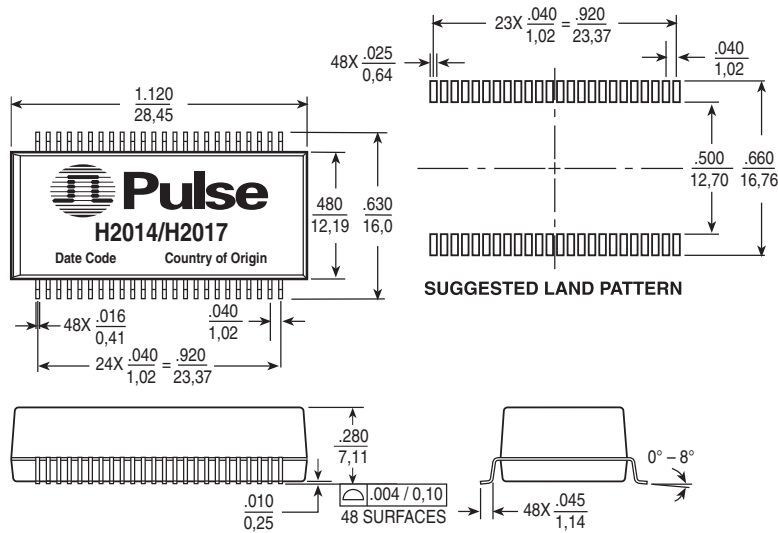 23X .040 / 1,02 = .920 / 23,37
48X .025 / 0,64
.040 / 1,02
1.120 / 28,45
.500 / 12,70
.660 / 16,76
Pulse
H2014/H2017
Date Code Country of Origin
480 / 12,19
.630 / 16,0
SUGGESTED LAND PATTERN
48X .016 / 0,41
.040 / 1,02
24X .040 / 1,02 = .920 / 23,37
.280 / 7,11
0° – 8°
.010 / 0,25
.004 / 0,10
48 SURFACES
48X .045 / 1,14